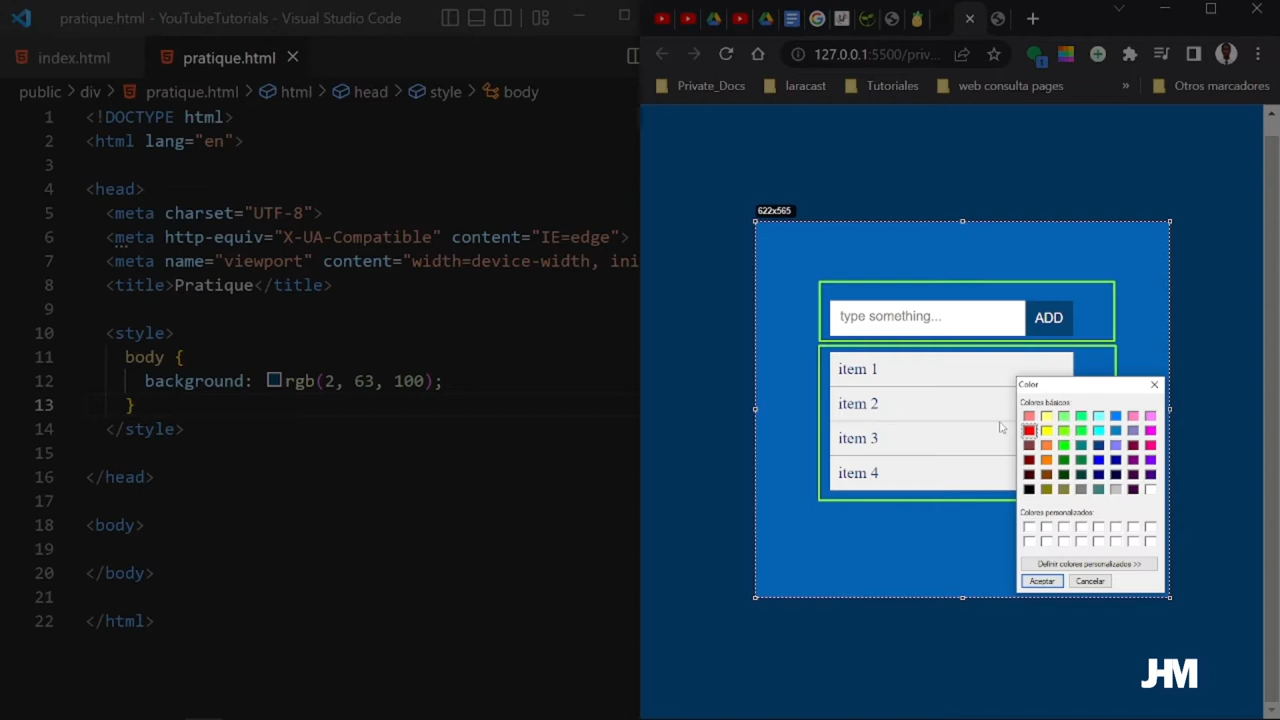 pratique.html - YouTubeTutorials - Visual Studio Code
index.html
pratique.html
public > div > pratique.html > html > head > style > body
1 <!DOCTYPE html>
2 <html lang="en">
3
4 <head>
5 <meta charset="UTF-8">
6 <meta http-equiv="X-UA-Compatible" content="IE=edge">
7 <meta name="viewport" content="width=device-width, ini
8 <title>Pratique</title>
9
10 <style>
11 body {
12 background: rgb(2, 63, 100);
13 }
14 </style>
15
16 </head>
17
18 <body>
19
20 </body>
21
22 </html>
127.0.0.1:5500/priv...
1
Private_Docs
laracast
Tutoriales
web consulta pages
»
Otros marcadores
622x565
type something...
ADD
item 1
item 2
item 3
item 4
Color
Colores básicos:
Colores personalizados:
Definir colores personalizados >>
Aceptar
Cancelar
JHM